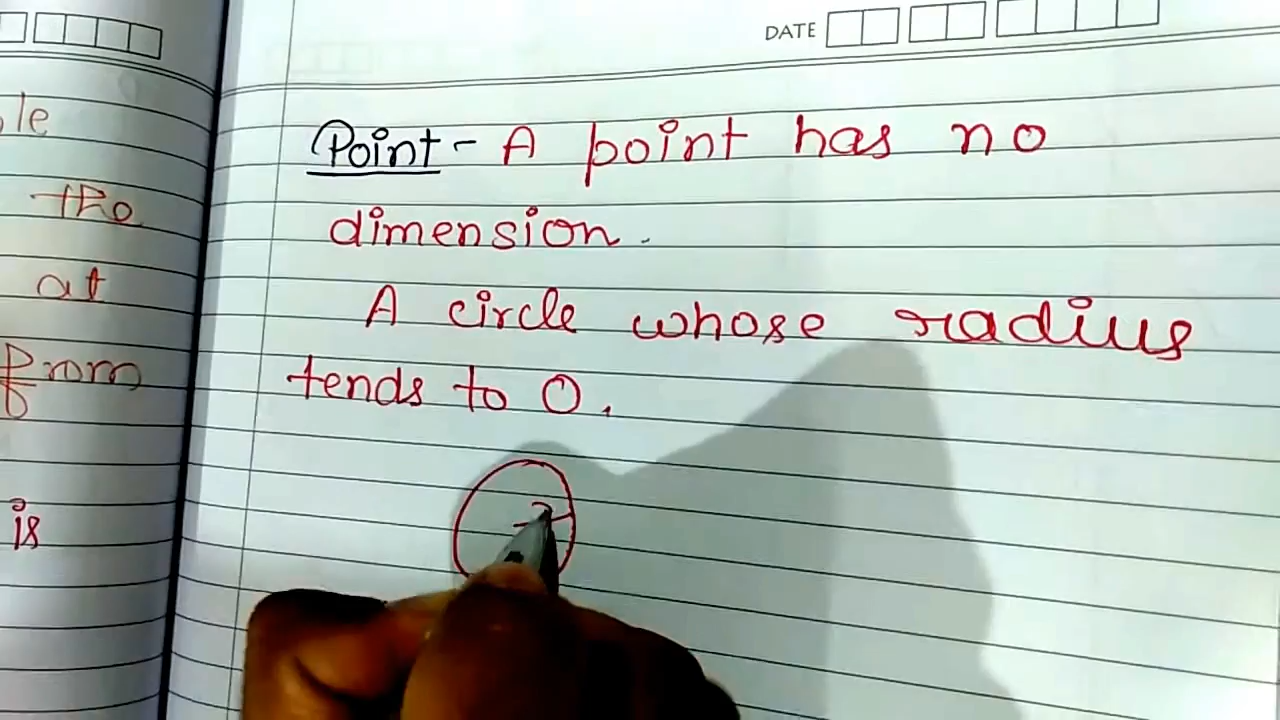 DATE
le
the
at
from
is
Point - A point has no
dimension.
A circle whose radius
tends to 0.